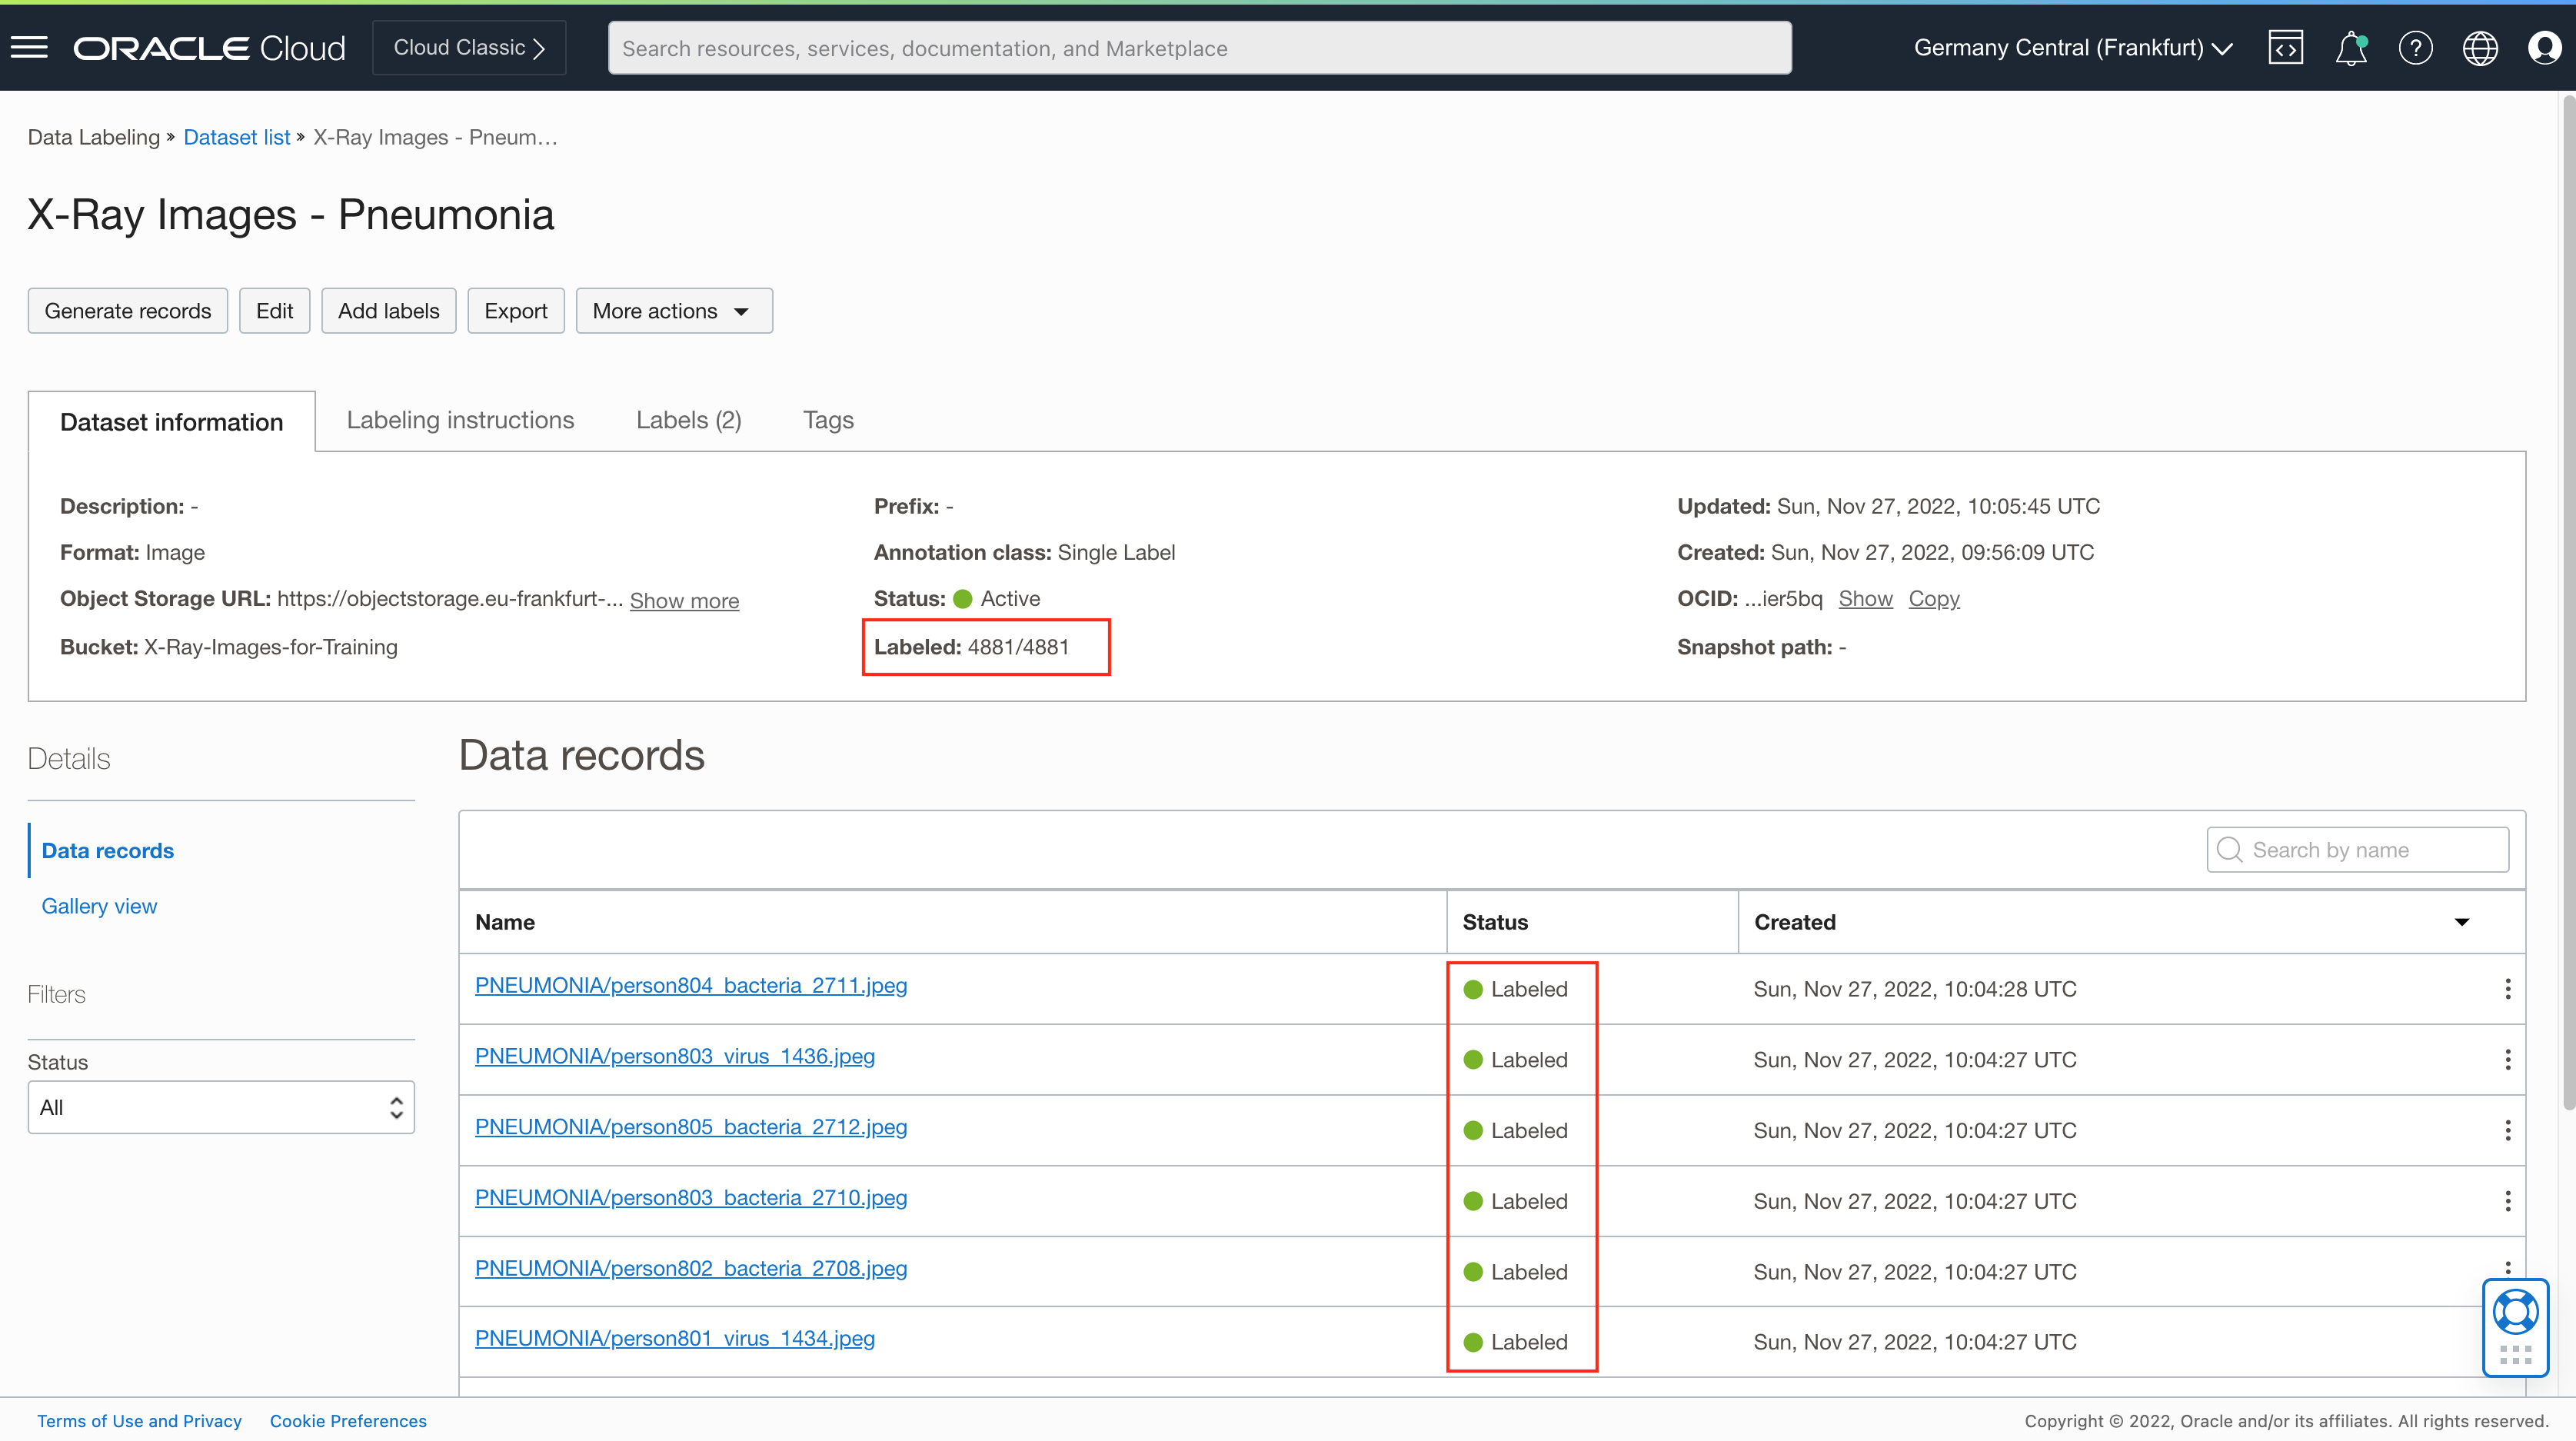 ORACLE Cloud
Cloud Classic
Search resources, services, documentation, and Marketplace
Germany Central (Frankfurt)
Data Labeling » Dataset list » X-Ray Images - Pneum…
X-Ray Images - Pneumonia
Generate records
Edit
Add labels
Export
More actions
Dataset information
Labeling instructions
Labels (2)
Tags
Description: -
Format: Image
Object Storage URL: https://objectstorage.eu-frankfurt-... Show more
Bucket: X-Ray-Images-for-Training
Prefix: -
Annotation class: Single Label
Status: Active
Labeled: 4881/4881
Updated: Sun, Nov 27, 2022, 10:05:45 UTC
Created: Sun, Nov 27, 2022, 09:56:09 UTC
OCID: ...ier5bq Show Copy
Snapshot path: -
Details
Data records
Gallery view
Filters
Status
All
Data records
Search by name
Name Status Created
PNEUMONIA/person804_bacteria_2711.jpeg Labeled Sun, Nov 27, 2022, 10:04:28 UTC
PNEUMONIA/person803_virus_1436.jpeg Labeled Sun, Nov 27, 2022, 10:04:27 UTC
PNEUMONIA/person805_bacteria_2712.jpeg Labeled Sun, Nov 27, 2022, 10:04:27 UTC
PNEUMONIA/person803_bacteria_2710.jpeg Labeled Sun, Nov 27, 2022, 10:04:27 UTC
PNEUMONIA/person802_bacteria_2708.jpeg Labeled Sun, Nov 27, 2022, 10:04:27 UTC
PNEUMONIA/person801_virus_1434.jpeg Labeled Sun, Nov 27, 2022, 10:04:27 UTC
Terms of Use and Privacy
Cookie Preferences
Copyright © 2022, Oracle and/or its affiliates. All rights reserved.